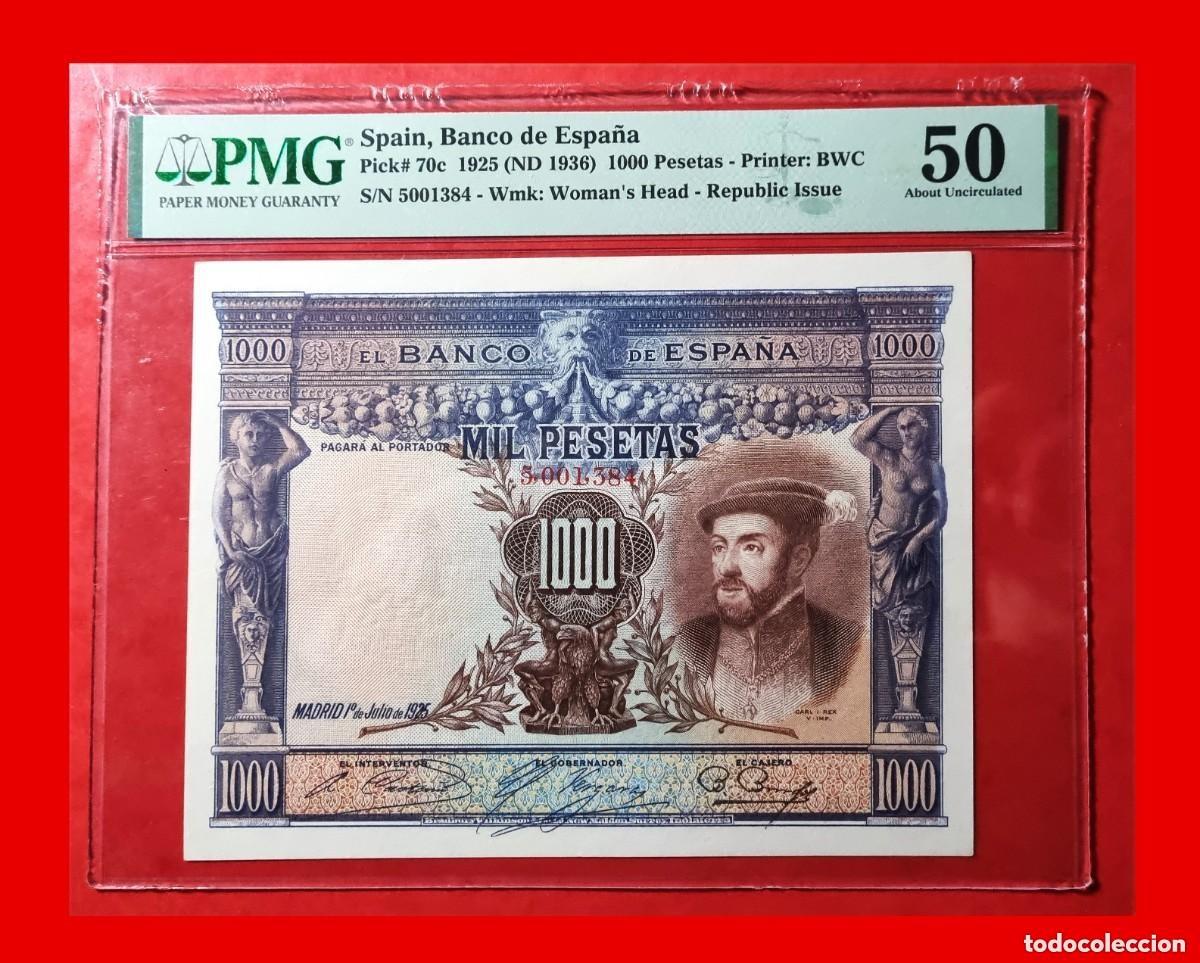 PMG®
PAPER MONEY GUARANTY
Spain, Banco de España
Pick# 70c 1925 (ND 1936) 1000 Pesetas - Printer: BWC
S/N 5001384 - Wmk: Woman's Head - Republic Issue
50
About Uncirculated
1000 EL BANCO DE ESPAÑA 1000
PAGARÁ AL PORTADOR MIL PESETAS
5,001,384
1000
MADRID 1º de Julio de 1925
CARL · I · REX
V · IMP.
EL INTERVENTOR EL GOBERNADOR EL CAJERO
1000 1000
todocoleccion